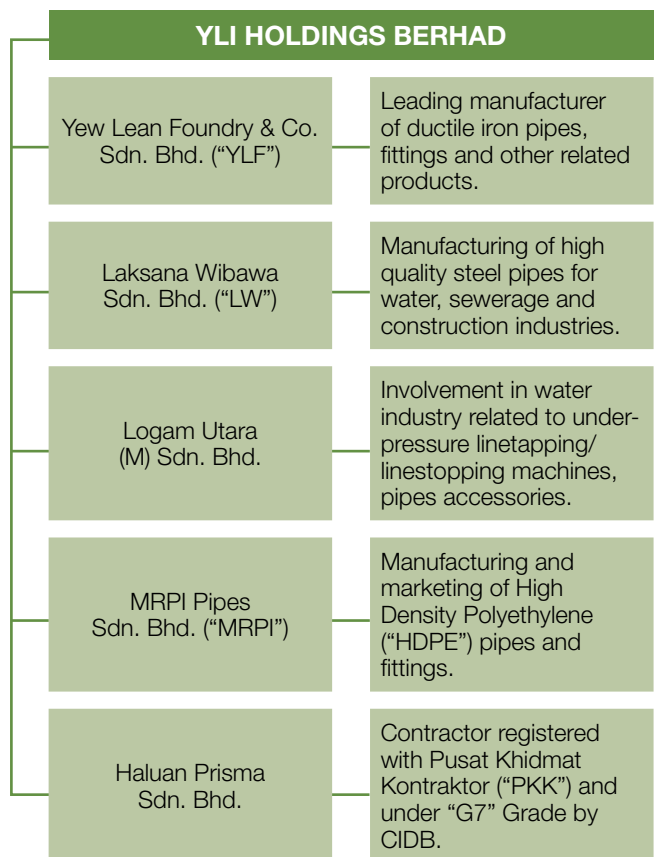 YLI HOLDINGS BERHAD
Yew Lean Foundry & Co.
Sdn. Bhd. (“YLF”)
Leading manufacturer
of ductile iron pipes,
fittings and other related
products.
Laksana Wibawa
Sdn. Bhd. (“LW”)
Manufacturing of high
quality steel pipes for
water, sewerage and
construction industries.
Logam Utara
(M) Sdn. Bhd.
Involvement in water
industry related to under-
pressure linetapping/
linestopping machines,
pipes accessories.
MRPI Pipes
Sdn. Bhd. (“MRPI”)
Manufacturing and
marketing of High
Density Polyethylene
(“HDPE”) pipes and
fittings.
Haluan Prisma
Sdn. Bhd.
Contractor registered
with Pusat Khidmat
Kontraktor (“PKK”) and
under “G7” Grade by
CIDB.